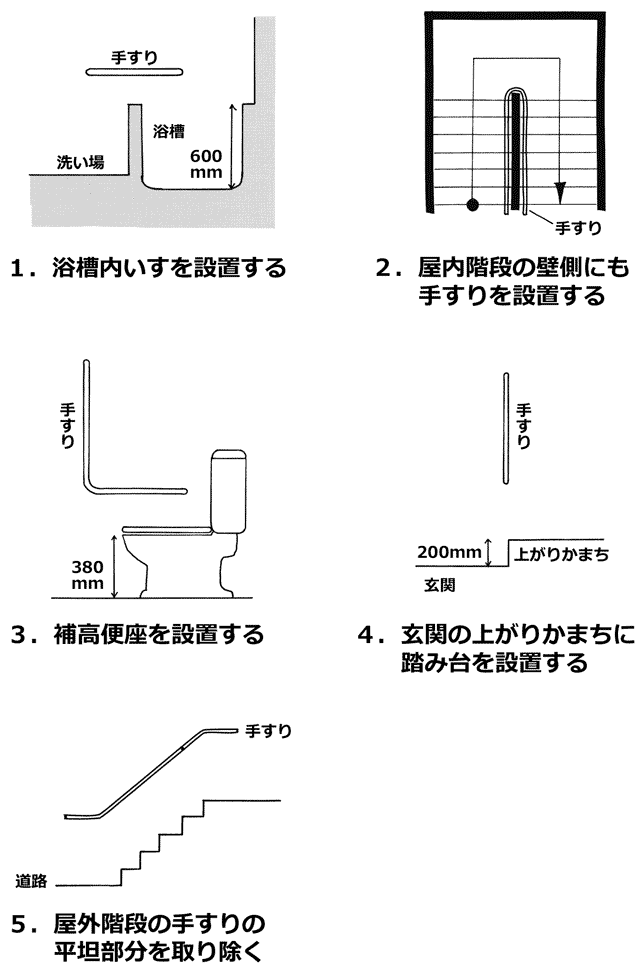 手すり
浴槽
洗い場
600
mm
1．浴槽内いすを設置する
手すり
2．屋内階段の壁側にも
手すりを設置する
手すり
380
mm
3．補高便座を設置する
手すり
200mm
上がりかまち
玄関
4．玄関の上がりかまちに
踏み台を設置する
手すり
道路
5．屋外階段の手すりの
平坦部分を取り除く